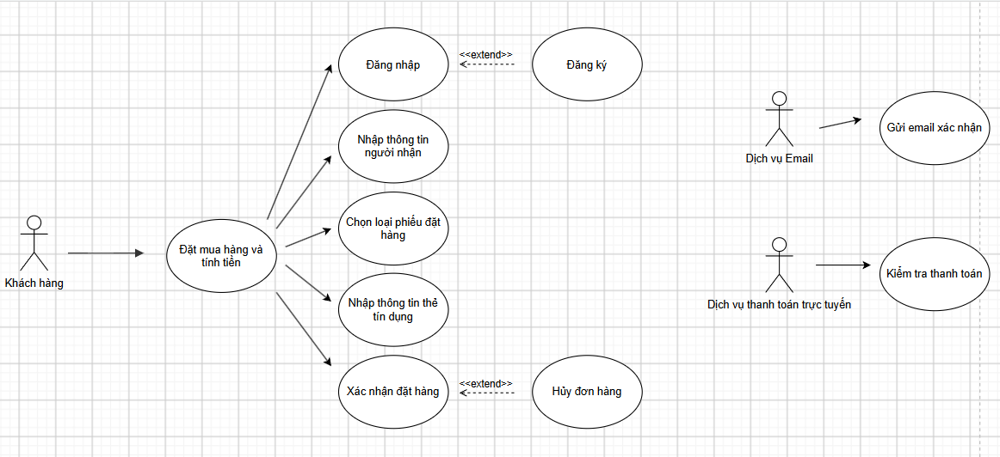 Đăng nhập
<<extend>>
Đăng ký
Nhập thông tin
người nhận
Chọn loại phiếu đặt
hàng
Khách hàng
Đặt mua hàng và
tính tiền
Nhập thông tin thẻ
tín dụng
Xác nhận đặt hàng
<<extend>>
Hủy đơn hàng
Dịch vụ Email
Gửi email xác nhận
Dịch vụ thanh toán trực tuyến
Kiểm tra thanh toán